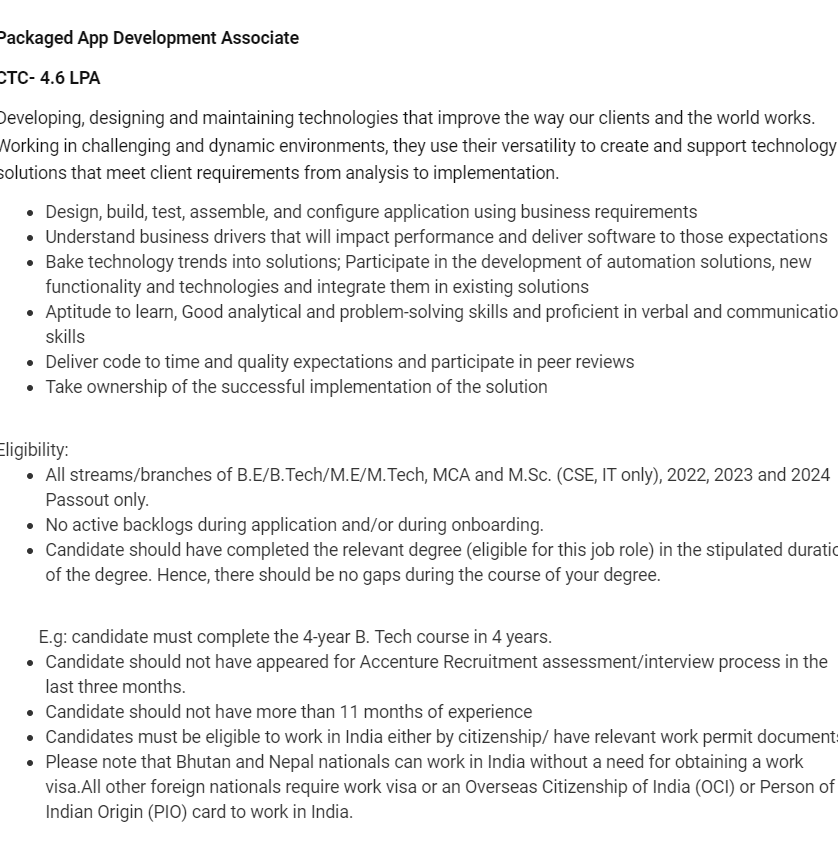 Packaged App Development Associate
CTC- 4.6 LPA
Developing, designing and maintaining technologies that improve the way our clients and the world works.
Working in challenging and dynamic environments, they use their versatility to create and support technology
solutions that meet client requirements from analysis to implementation.
• Design, build, test, assemble, and configure application using business requirements
• Understand business drivers that will impact performance and deliver software to those expectations
• Bake technology trends into solutions; Participate in the development of automation solutions, new
functionality and technologies and integrate them in existing solutions
• Aptitude to learn, Good analytical and problem-solving skills and proficient in verbal and communicatio
skills
• Deliver code to time and quality expectations and participate in peer reviews
• Take ownership of the successful implementation of the solution
Eligibility:
• All streams/branches of B.E/B.Tech/M.E/M.Tech, MCA and M.Sc. (CSE, IT only), 2022, 2023 and 2024
Passout only.
• No active backlogs during application and/or during onboarding.
• Candidate should have completed the relevant degree (eligible for this job role) in the stipulated duratio
of the degree. Hence, there should be no gaps during the course of your degree.
E.g: candidate must complete the 4-year B. Tech course in 4 years.
• Candidate should not have appeared for Accenture Recruitment assessment/interview process in the
last three months.
• Candidate should not have more than 11 months of experience
• Candidates must be eligible to work in India either by citizenship/ have relevant work permit documents
• Please note that Bhutan and Nepal nationals can work in India without a need for obtaining a work
visa.All other foreign nationals require work visa or an Overseas Citizenship of India (OCI) or Person of
Indian Origin (PIO) card to work in India.